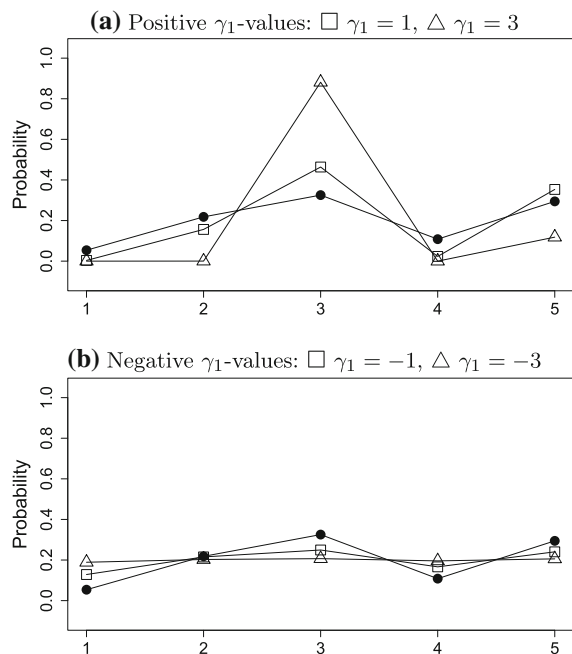 (a) Positive γ₁-values: □ γ₁ = 1, △ γ₁ = 3
1.0
0.8
0.6
0.4
0.2
0.0
Probability
1 2 3 4 5
(b) Negative γ₁-values: □ γ₁ = −1, △ γ₁ = −3
1.0
0.8
0.6
0.4
0.2
0.0
Probability
1 2 3 4 5